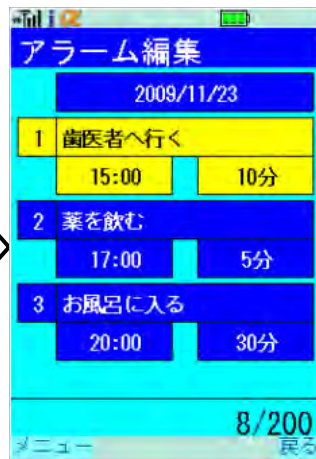 アラーム編集
2009/11/23
1 歯医者へ行く
15:00 10分
2 薬を飲む
17:00 5分
3 お風呂に入る
20:00 30分
8/200
メニュー 戻る